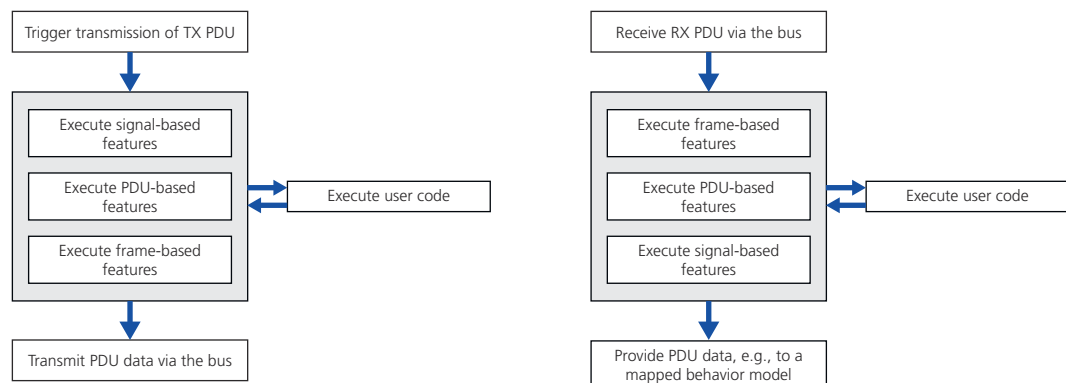 Trigger transmission of TX PDU
Execute signal-based
features
Execute PDU-based
features
Execute frame-based
features
Execute user code
Transmit PDU data via the bus
Receive RX PDU via the bus
Execute frame-based
features
Execute PDU-based
features
Execute signal-based
features
Execute user code
Provide PDU data, e.g., to a
mapped behavior model